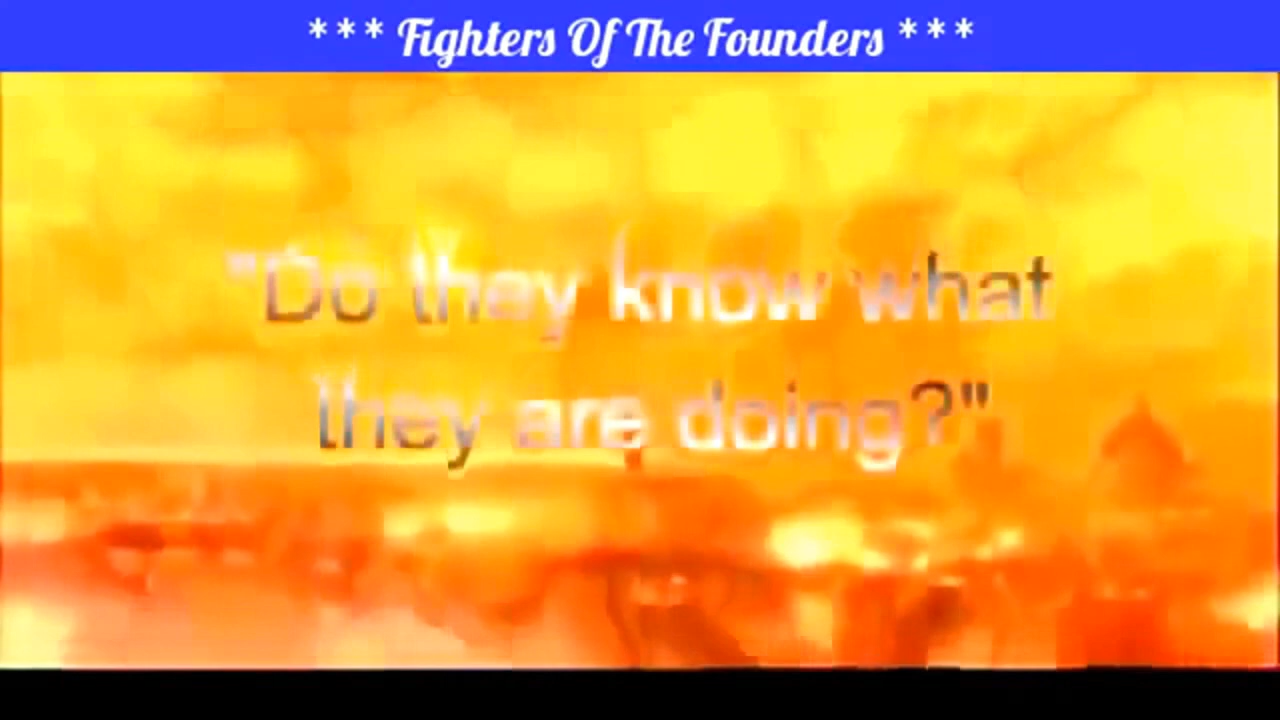 *** Fighters Of The Founders ***
"Do they know what
they are doing?"